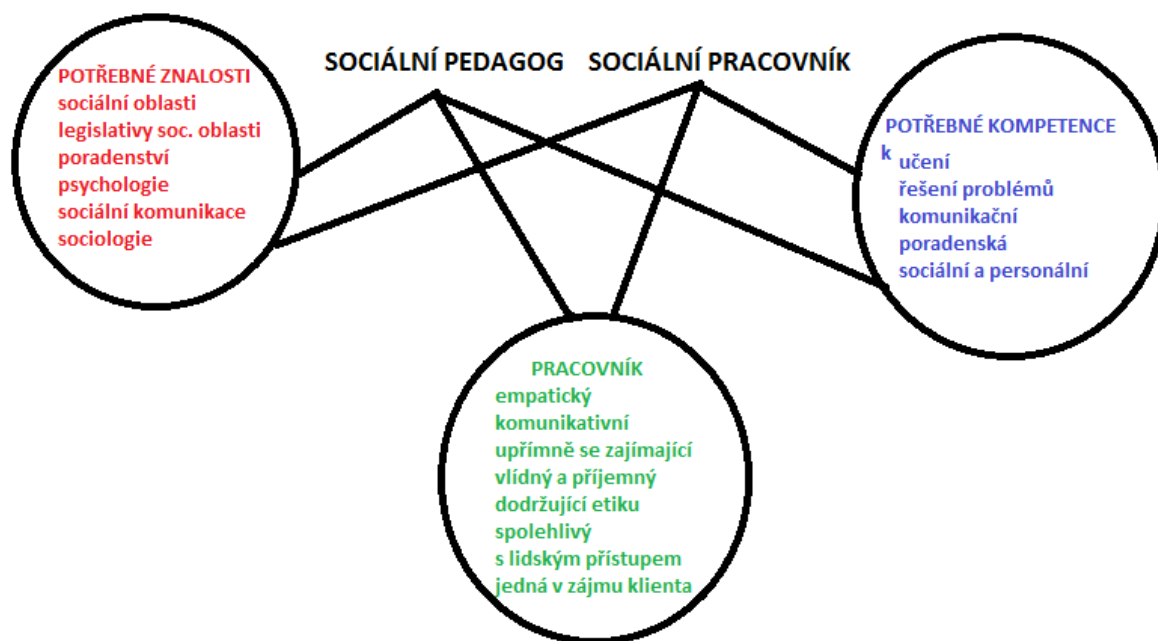 SOCIÁLNÍ PEDAGOG SOCIÁLNÍ PRACOVNÍK
POTŘEBNÉ ZNALOSTI
sociální oblasti
legislativy soc. oblasti
poradenství
psychologie
sociální komunikace
sociologie
POTŘEBNÉ KOMPETENCE
k učení
řešení problémů
komunikační
poradenská
sociální a personální
PRACOVNÍK
empatický
komunikativní
upřímně se zajímající
vlídný a příjemný
dodržující etiku
spolehlivý
s lidským přístupem
jedná v zájmu klienta